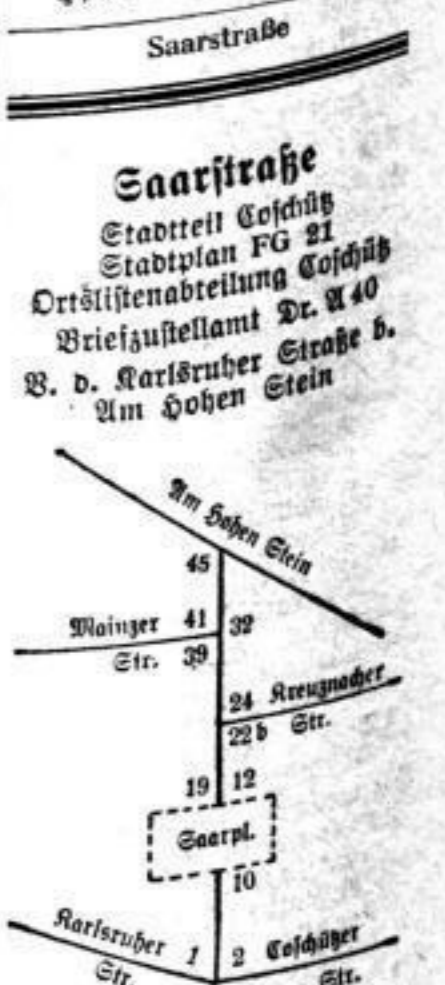 Saarstraße
Saarstraße
Stadtteil Coschütz
Stadtplan FG 21
Ortslistenabteilung Coschütz
Briefzustellamt Dr. A 40
V. d. Karlsruher Straße b.
Am Hohen Stein
Am Hohen Stein
45
Mainzer 41 32
Str. 39
24 Kreuznacher
22 b Str.
19 12
Saarpl.
10
Karlsruher 1 2 Coschützer
Str. Str.